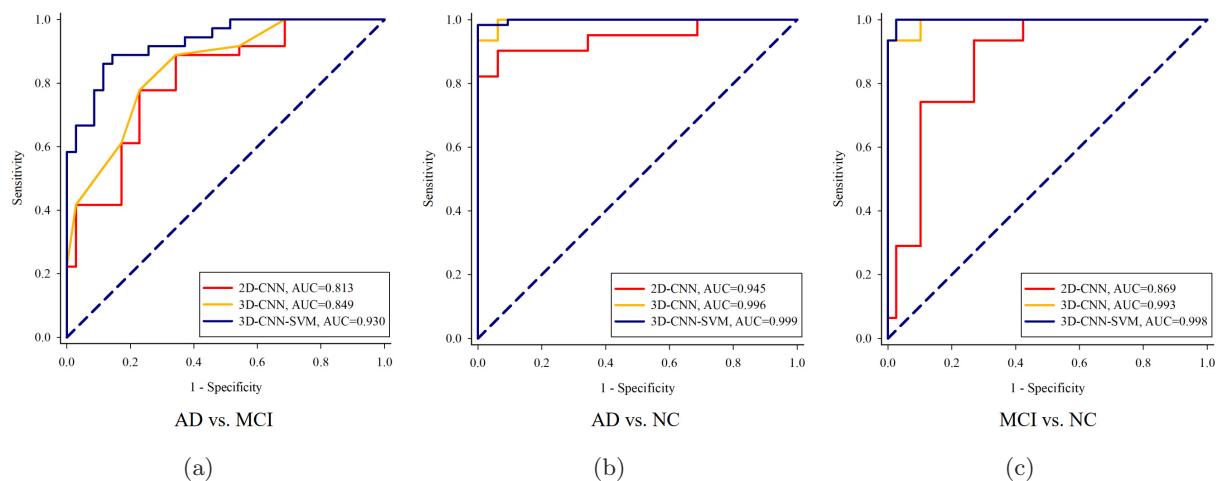 1.0
0.8
0.6
0.4
0.2
0.0
Sensitivity
2D-CNN, AUC=0.813
3D-CNN, AUC=0.849
3D-CNN-SVM, AUC=0.930
0.0 0.2 0.4 0.6 0.8 1.0
1 - Specificity
AD vs. MCI
(a)
1.0
0.8
0.6
0.4
0.2
0.0
Sensitivity
2D-CNN, AUC=0.945
3D-CNN, AUC=0.996
3D-CNN-SVM, AUC=0.999
0.0 0.2 0.4 0.6 0.8 1.0
1 - Specificity
AD vs. NC
(b)
1.0
0.8
0.6
0.4
0.2
0.0
Sensitivity
2D-CNN, AUC=0.869
3D-CNN, AUC=0.993
3D-CNN-SVM, AUC=0.998
0.0 0.2 0.4 0.6 0.8 1.0
1 - Specificity
MCI vs. NC
(c)